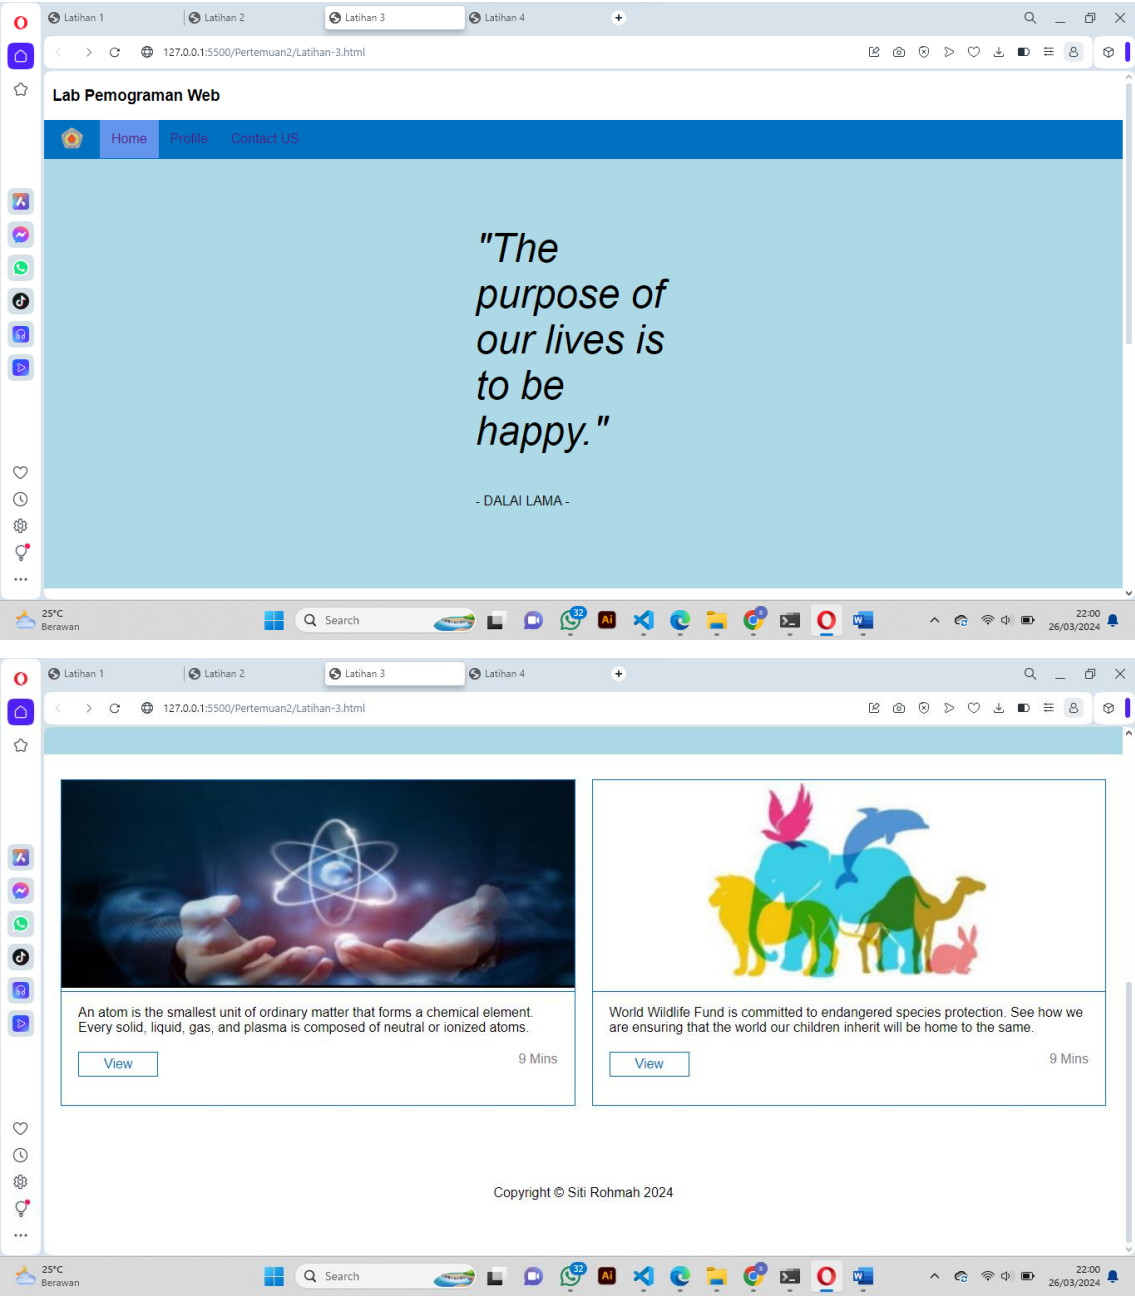 Latihan 1
Latihan 2
Latihan 3
Latihan 4
127.0.0.1:5500/Pertemuan2/Latihan-3.html
Lab Pemograman Web
Home
Profile
Contact US
"The
purpose of
our lives is
to be
happy."
- DALAI LAMA -
25°C
Berawan
Search
32
Ai
22:00
26/03/2024
Latihan 1
Latihan 2
Latihan 3
Latihan 4
127.0.0.1:5500/Pertemuan2/Latihan-3.html
An atom is the smallest unit of ordinary matter that forms a chemical element.
Every solid, liquid, gas, and plasma is composed of neutral or ionized atoms.
View
9 Mins
World Wildlife Fund is committed to endangered species protection. See how we
are ensuring that the world our children inherit will be home to the same.
View
9 Mins
Copyright © Siti Rohmah 2024
25°C
Berawan
Search
32
Ai
22:00
26/03/2024